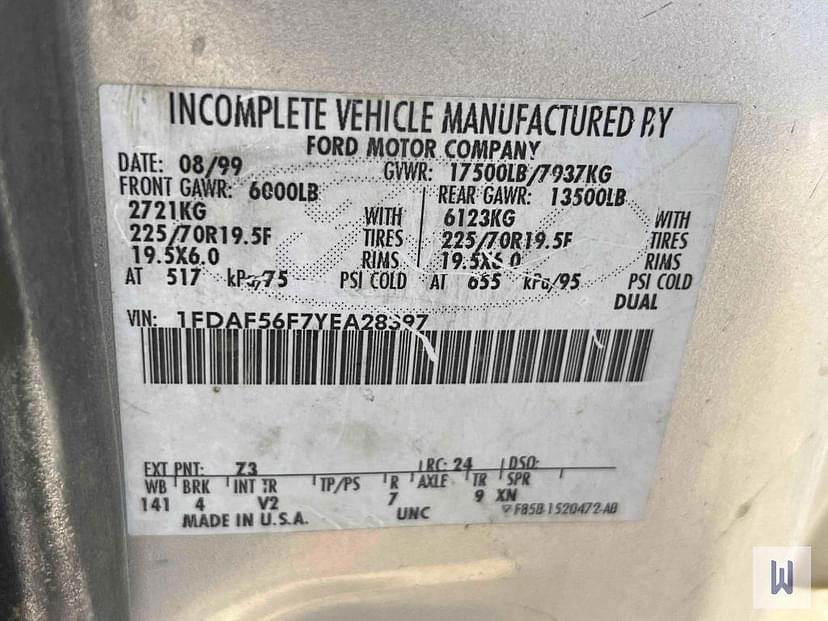 INCOMPLETE VEHICLE MANUFACTURED BY
FORD MOTOR COMPANY
DATE: 08/99 GVWR: 17500LB/7937KG
FRONT GAWR: 6000LB REAR GAWR: 13500LB
2721KG WITH 6123KG WITH
225/70R19.5F TIRES 225/70R19.5F TIRES
19.5X6.0 RIMS 19.5X6.0 RIMS
AT 517 kPa/75 PSI COLD AT 655 kPa/95 PSI COLD
DUAL
VIN:
EXT PNT: Z3 RC: 24 DSO:
WB BRK INT TR TP/PS R AXLE TR SPR
141 4 V2 7 9 XN
MADE IN U.S.A. UNC F85B-1520472-AB
W